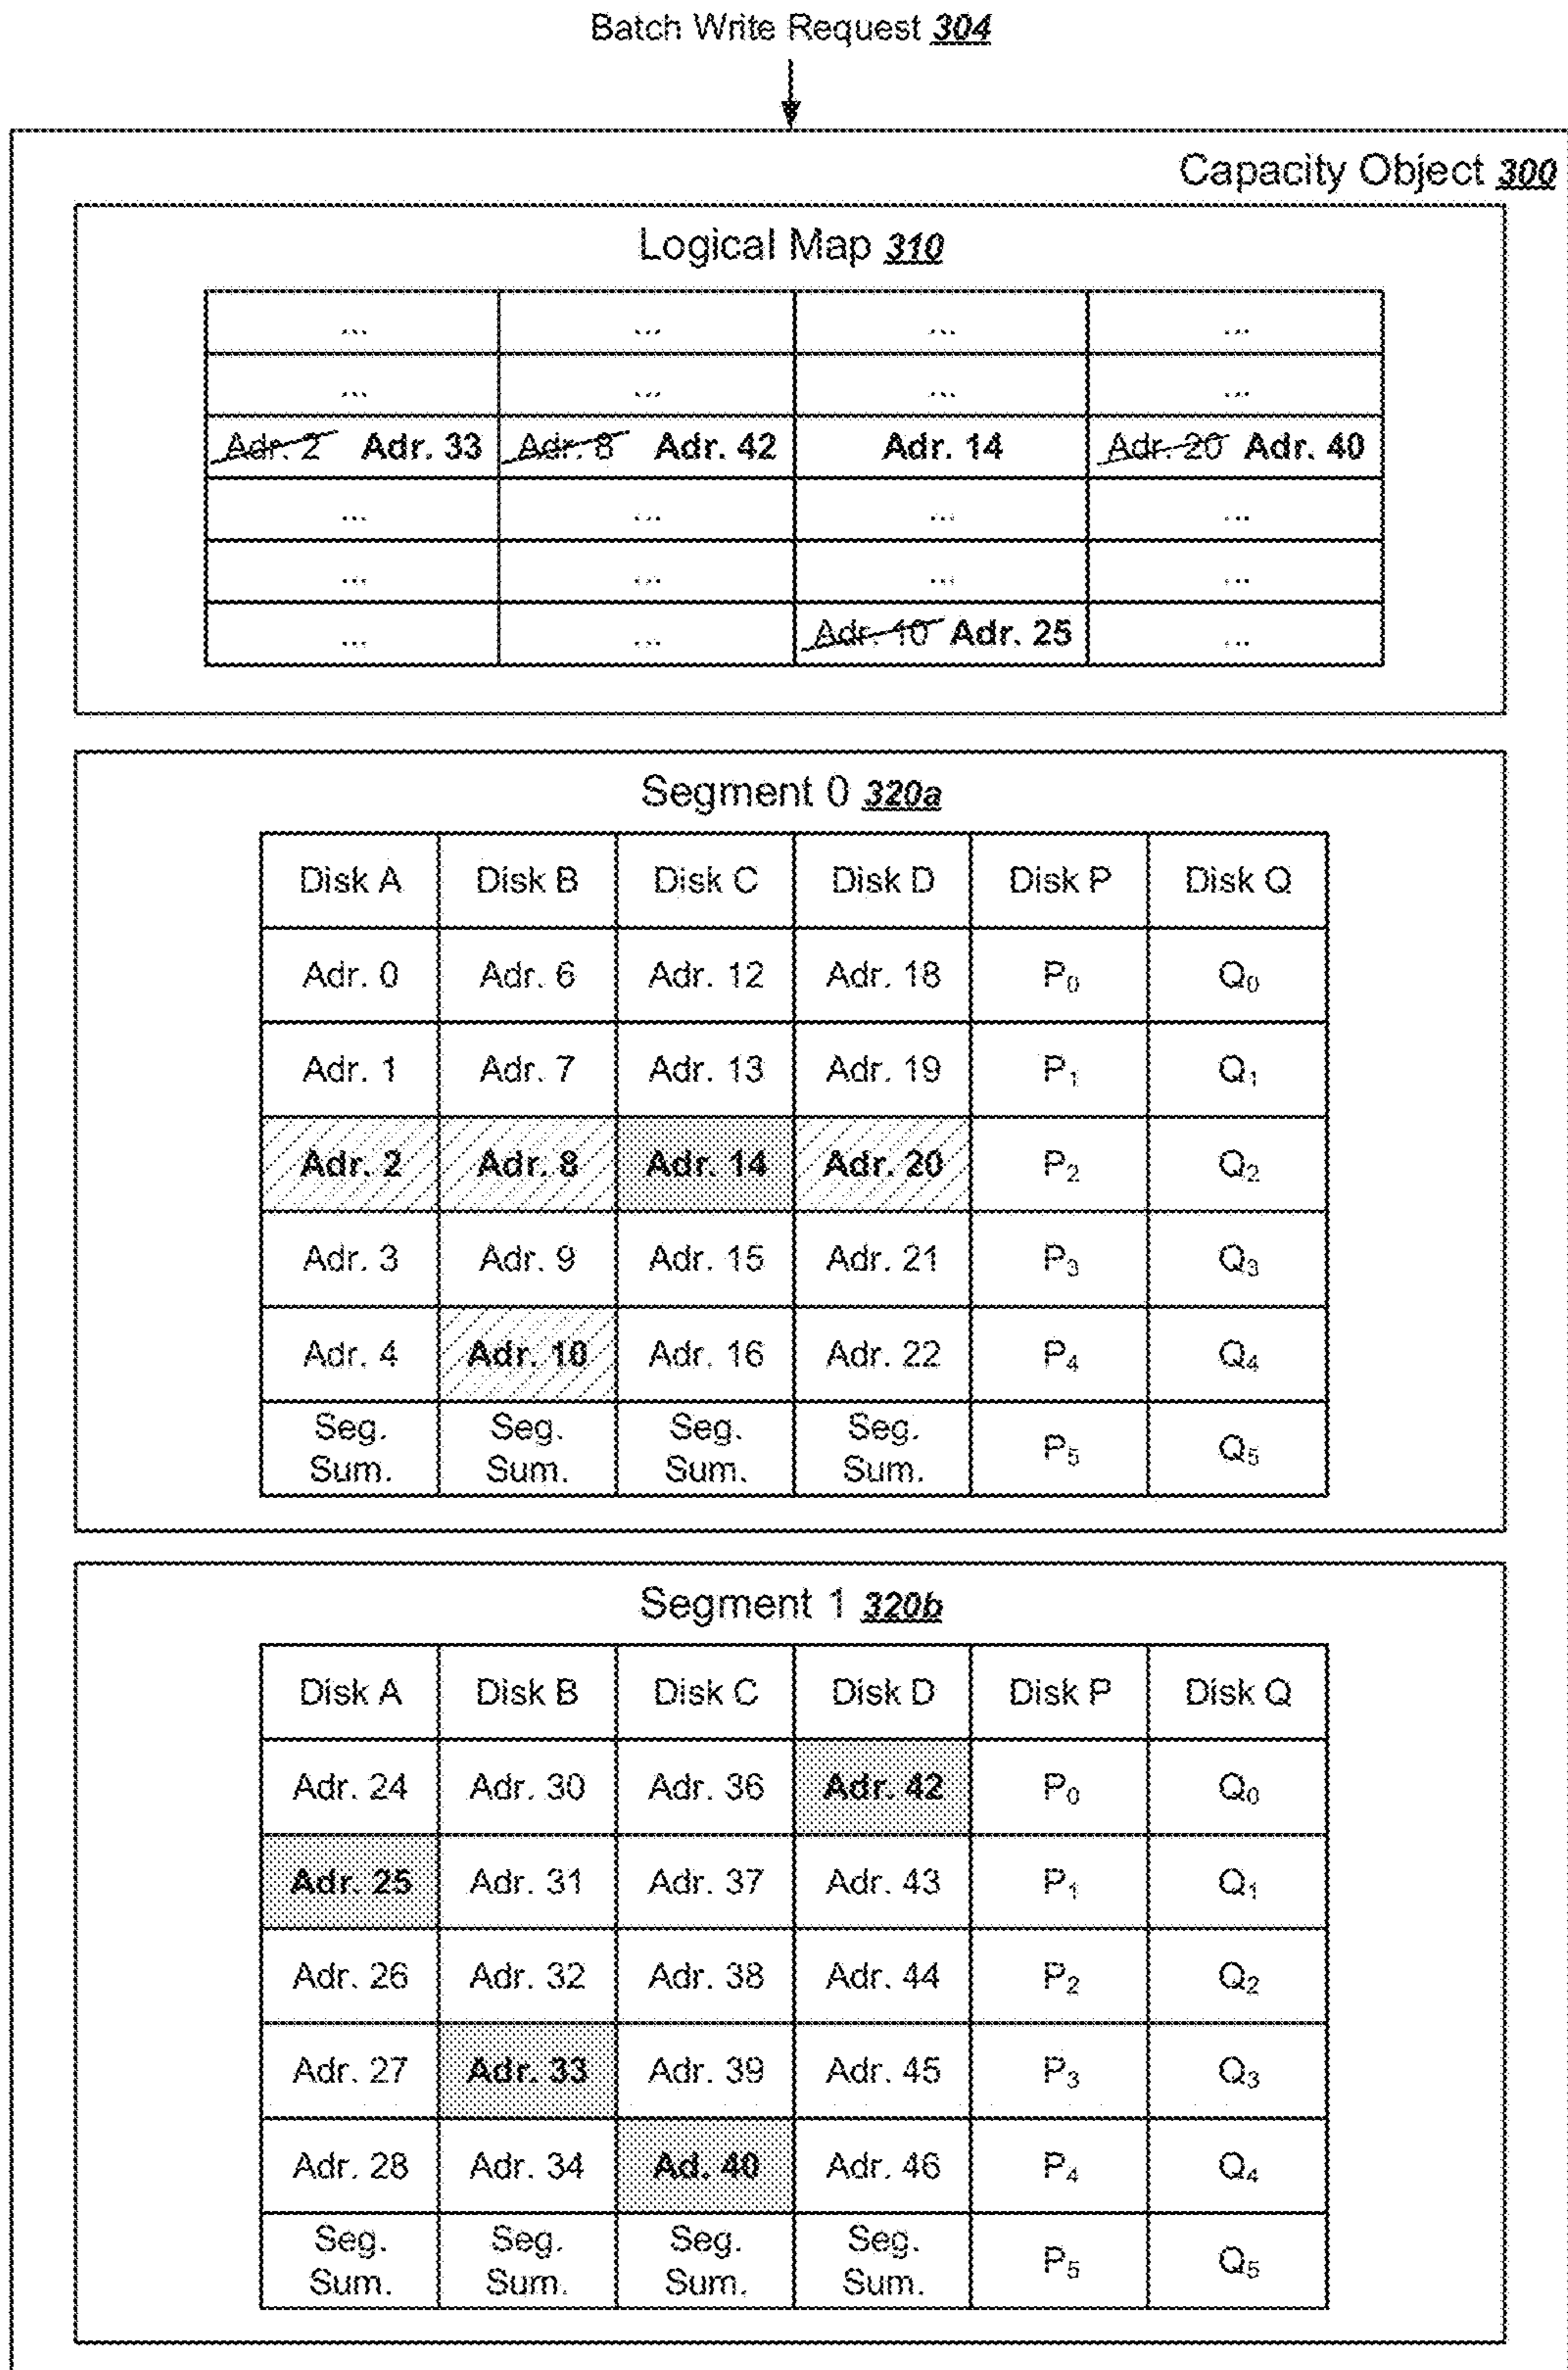 Batch Write Request 304
Capacity Object 300
Logical Map 310
... ... ... ...
... ... ... ...
Adr. 2 Adr. 33 Adr. 8 Adr. 42 Adr. 14 Adr. 20 Adr. 40
... ... ... ...
... ... ... ...
... ... Adr. 10 Adr. 25 ...
Segment 0 320a
Disk A Disk B Disk C Disk D Disk P Disk Q
Adr. 0 Adr. 6 Adr. 12 Adr. 18 P₀ Q₀
Adr. 1 Adr. 7 Adr. 13 Adr. 19 P₁ Q₁
Adr. 2 Adr. 8 Adr. 14 Adr. 20 P₂ Q₂
Adr. 3 Adr. 9 Adr. 15 Adr. 21 P₃ Q₃
Adr. 4 Adr. 10 Adr. 16 Adr. 22 P₄ Q₄
Seg. Seg. Seg. Seg.
Sum. Sum. Sum. Sum. P₅ Q₅
Segment 1 320b
Disk A Disk B Disk C Disk D Disk P Disk Q
Adr. 24 Adr. 30 Adr. 36 Adr. 42 P₀ Q₀
Adr. 25 Adr. 31 Adr. 37 Adr. 43 P₁ Q₁
Adr. 26 Adr. 32 Adr. 38 Adr. 44 P₂ Q₂
Adr. 27 Adr. 33 Adr. 39 Adr. 45 P₃ Q₃
Adr. 28 Adr. 34 Ad. 40 Adr. 46 P₄ Q₄
Seg. Seg. Seg. Seg.
Sum. Sum. Sum. Sum. P₅ Q₅